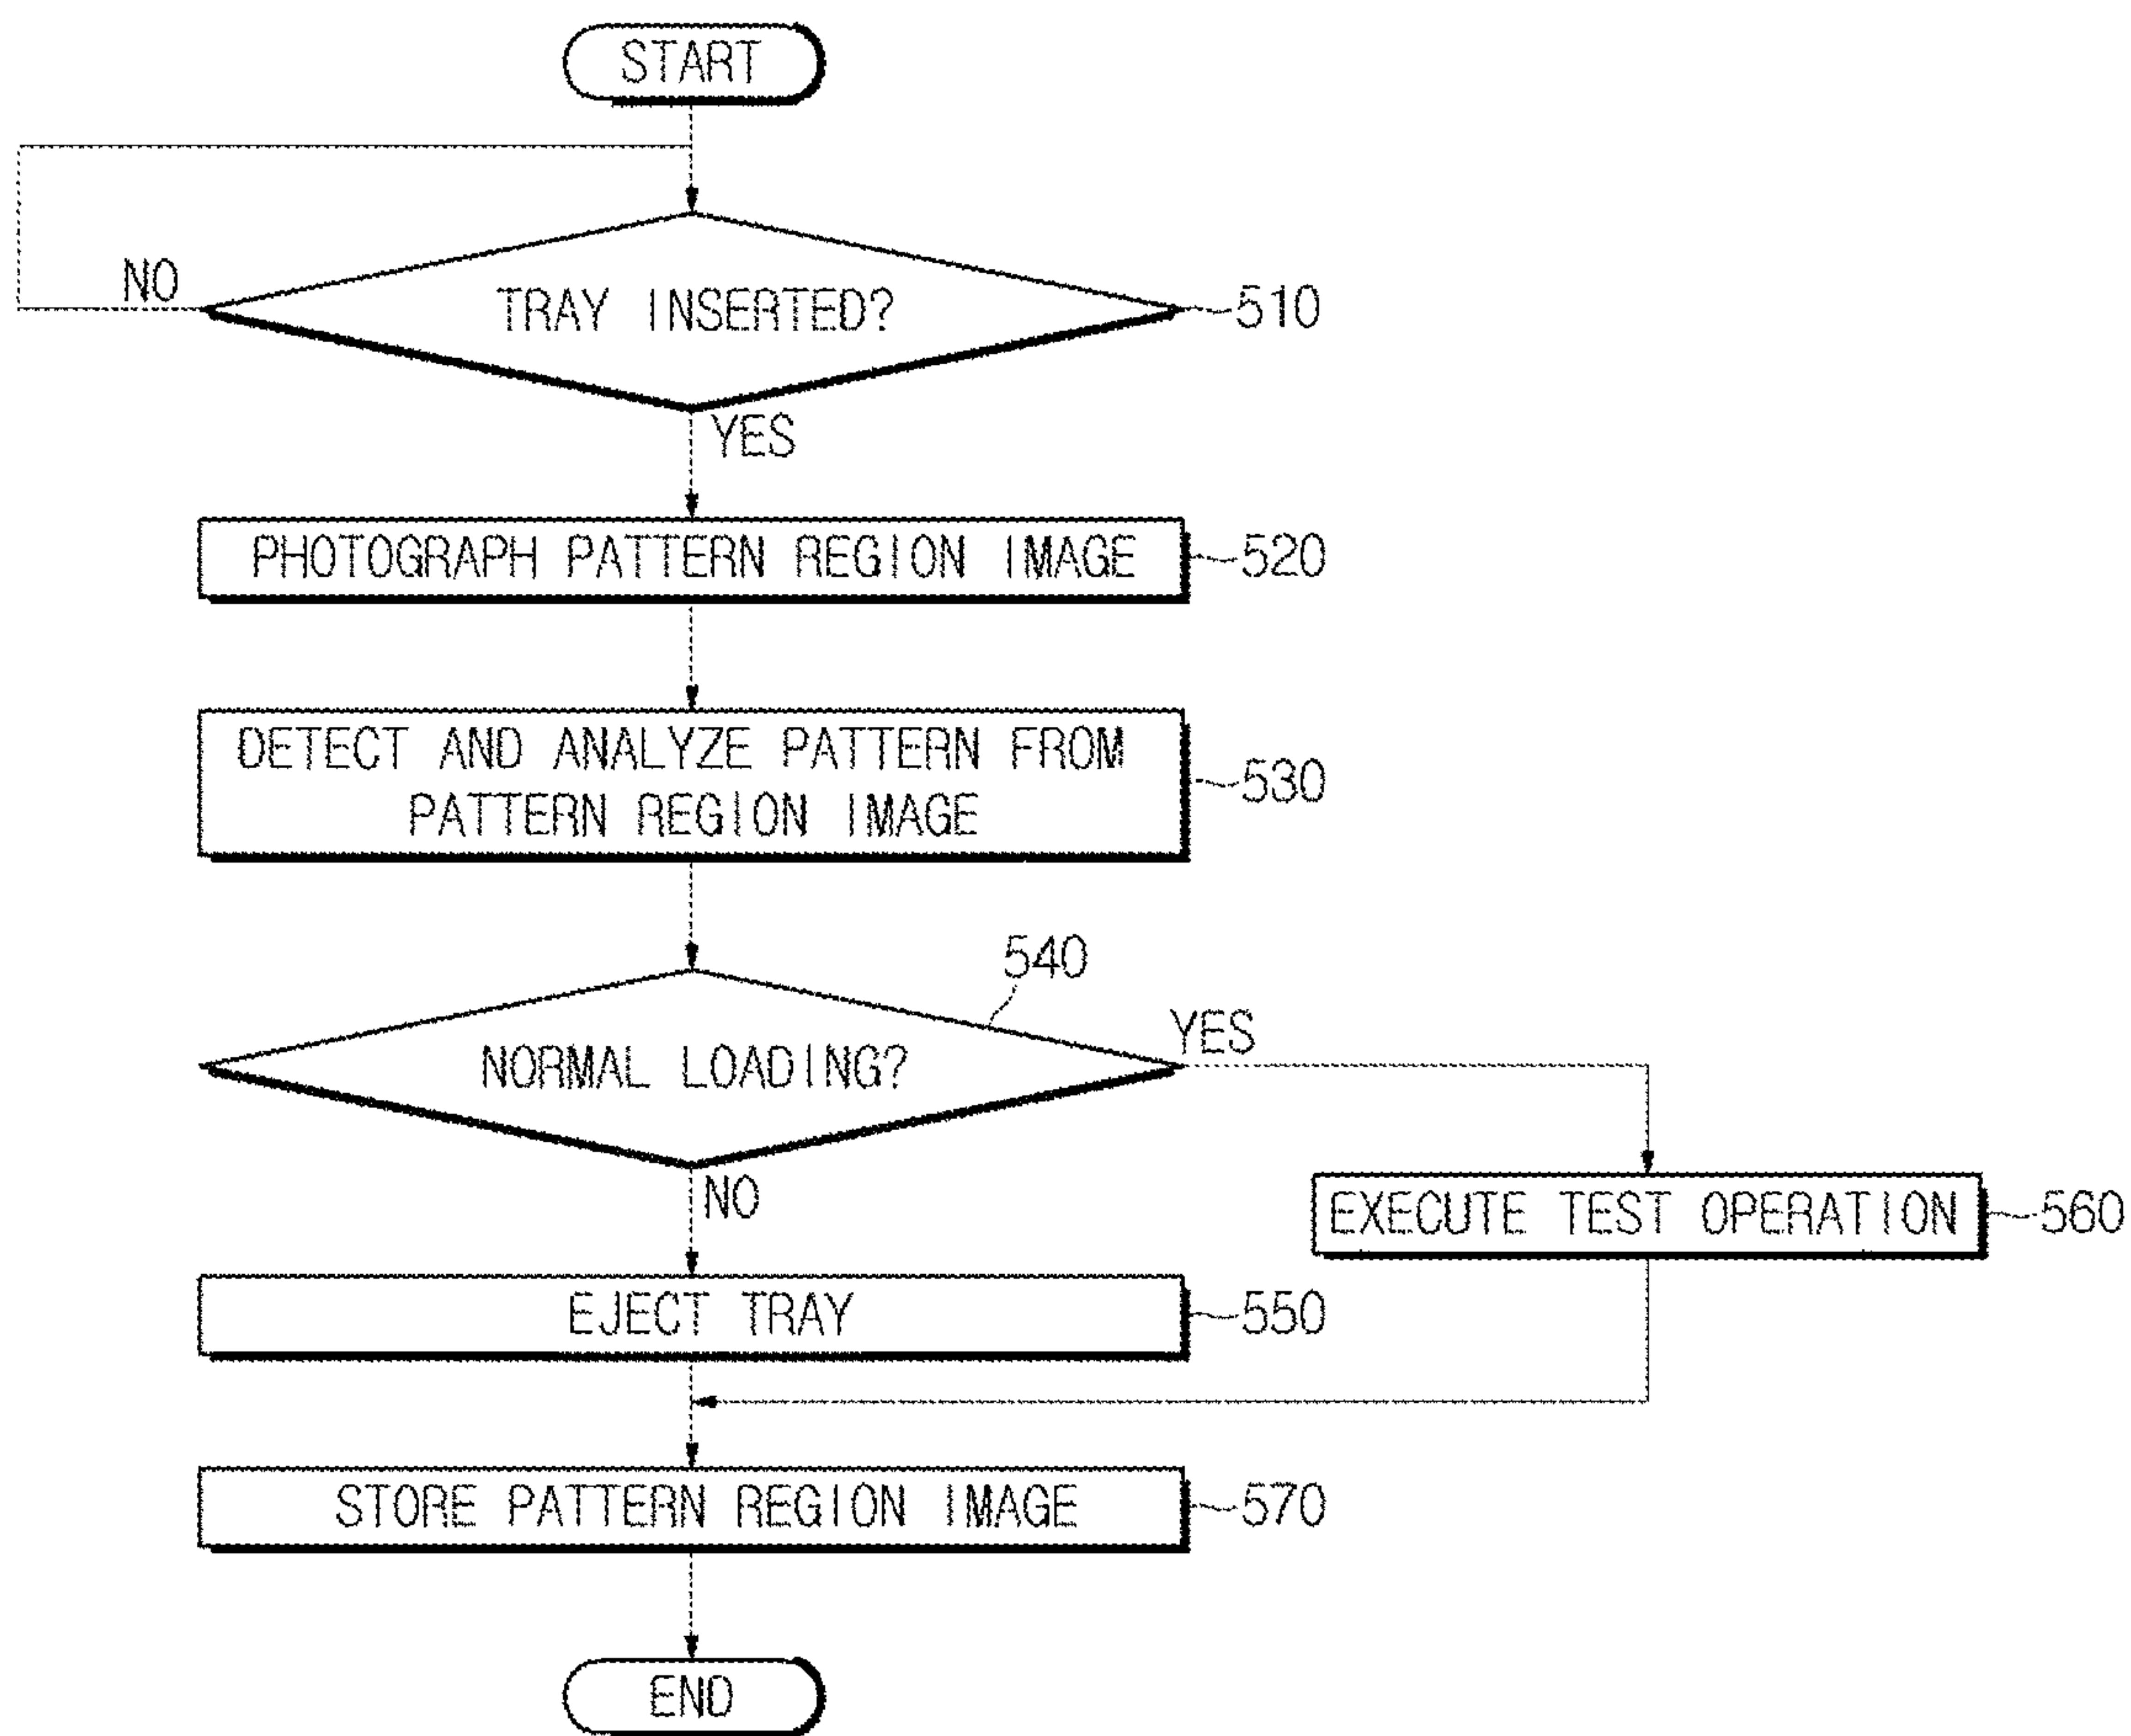 START
NO
TRAY INSERTED?
510
YES
PHOTOGRAPH PATTERN REGION IMAGE
520
DETECT AND ANALYZE PATTERN FROM
PATTERN REGION IMAGE
530
540
YES
NORMAL LOADING?
NO
EXECUTE TEST OPERATION
560
EJECT TRAY
550
STORE PATTERN REGION IMAGE
570
END